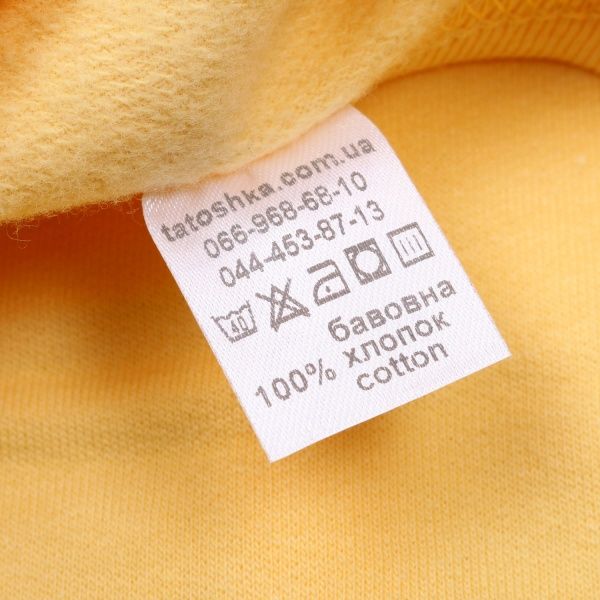 tatoshka.com.ua
066-968-68-10
044-453-87-13
40
бавовна
100% хлопок
cotton